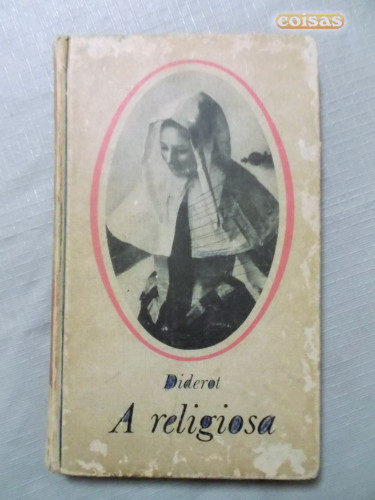 coisas
Diderot
A religiosa